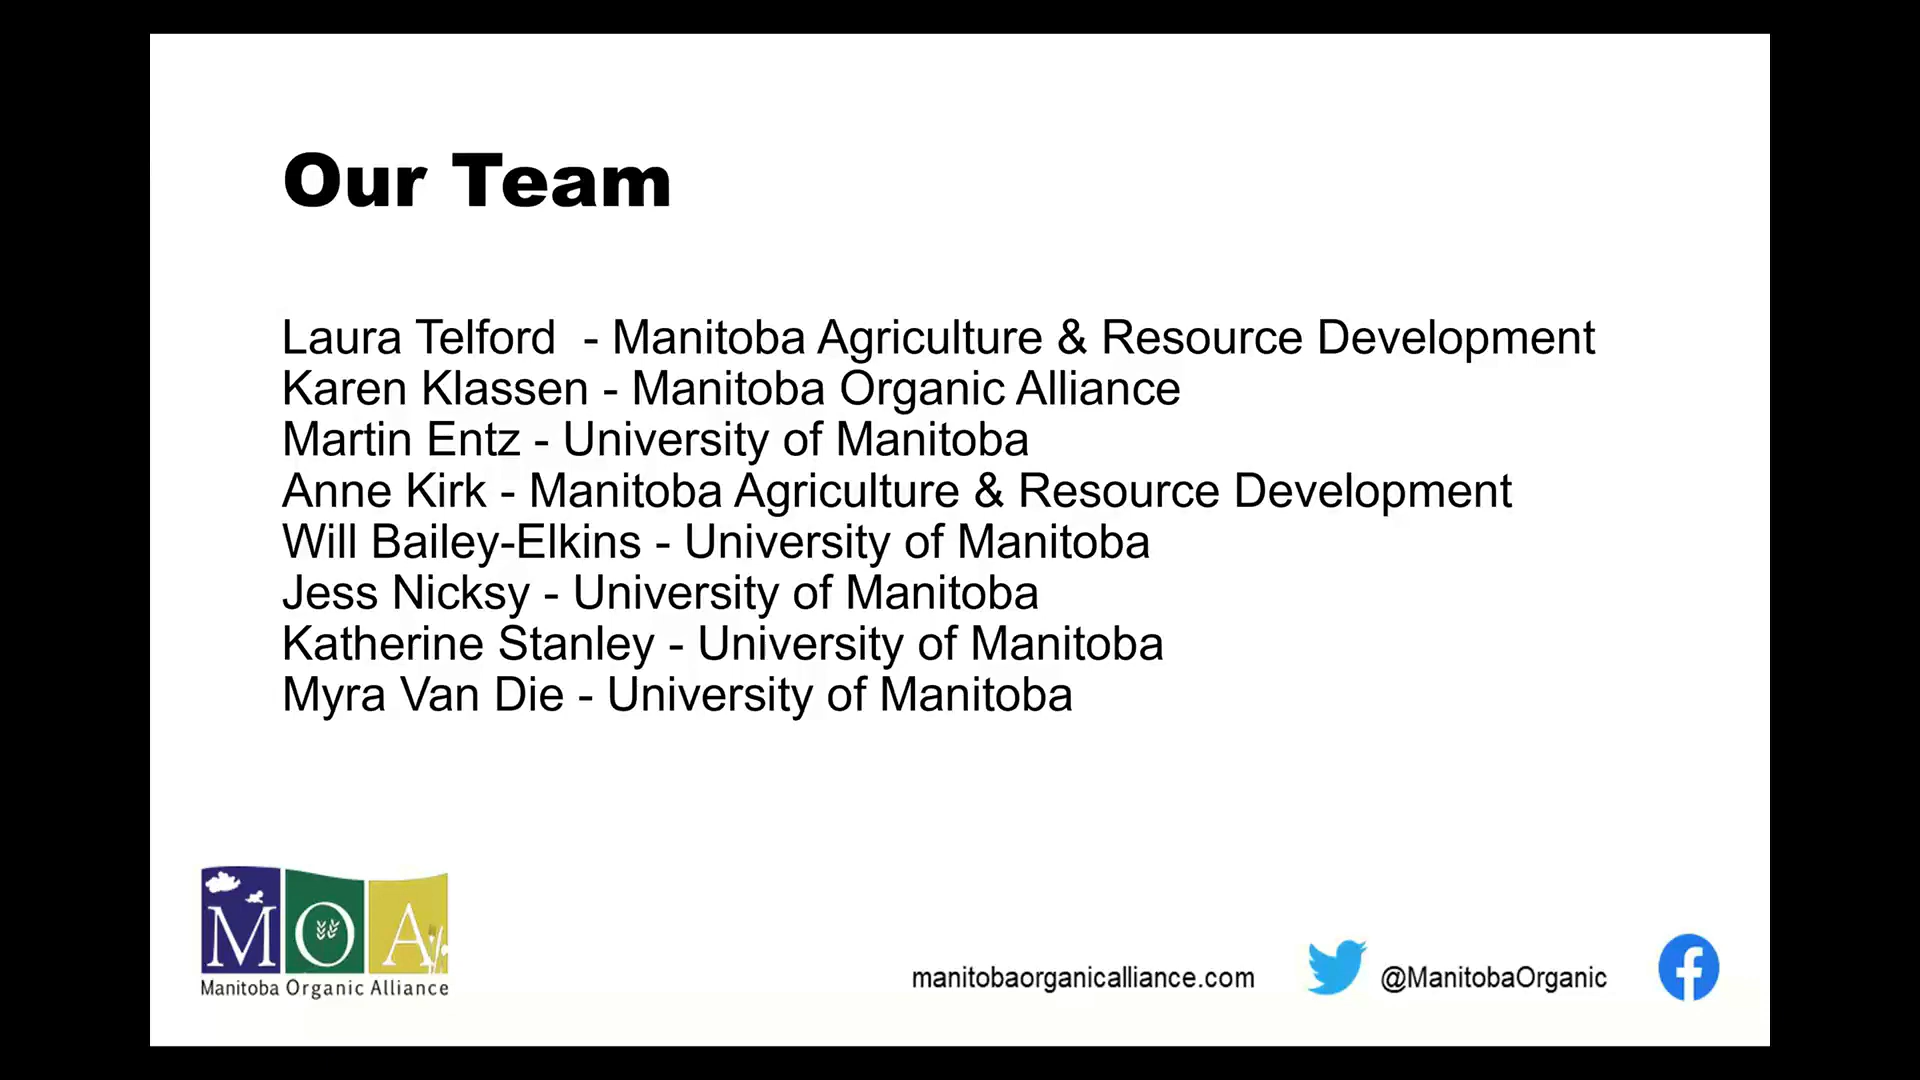 Our Team
Laura Telford  - Manitoba Agriculture & Resource Development
Karen Klassen - Manitoba Organic Alliance
Martin Entz - University of Manitoba
Anne Kirk - Manitoba Agriculture & Resource Development
Will Bailey-Elkins - University of Manitoba
Jess Nicksy - University of Manitoba
Katherine Stanley - University of Manitoba
Myra Van Die - University of Manitoba
MOA
Manitoba Organic Alliance
manitobaorganicalliance.com
@ManitobaOrganic